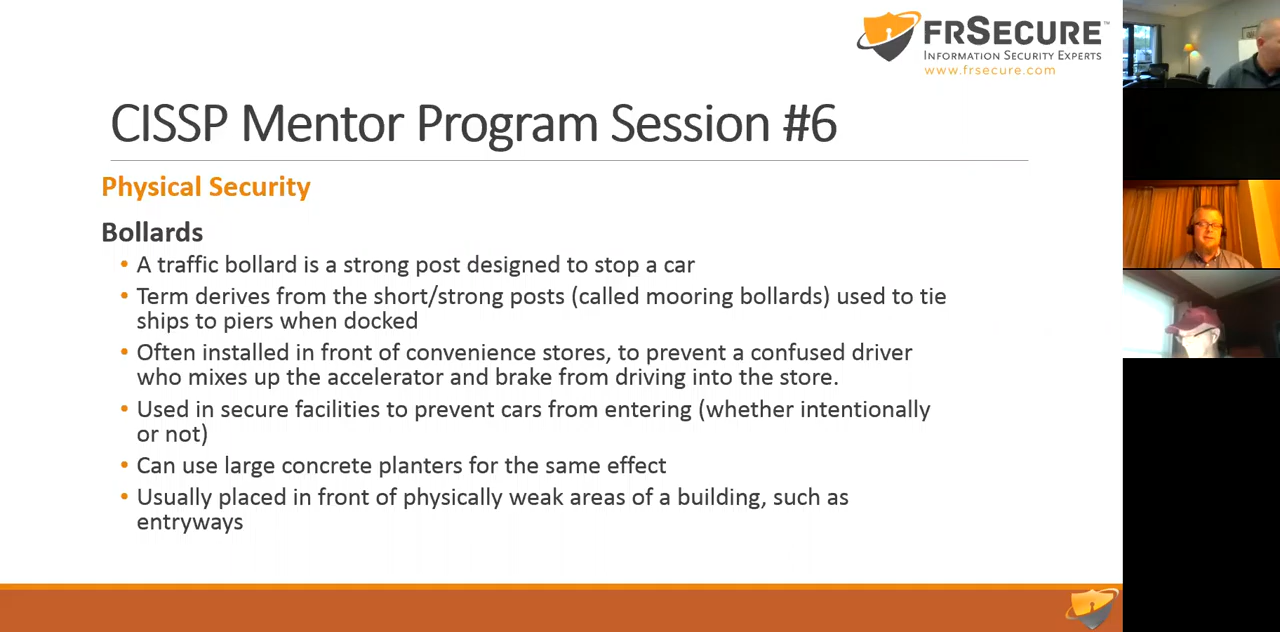 FRSECURE™
INFORMATION SECURITY EXPERTS
www.frsecure.com
CISSP Mentor Program Session #6
Physical Security
Bollards
• A traffic bollard is a strong post designed to stop a car
• Term derives from the short/strong posts (called mooring bollards) used to tie
ships to piers when docked
• Often installed in front of convenience stores, to prevent a confused driver
who mixes up the accelerator and brake from driving into the store.
• Used in secure facilities to prevent cars from entering (whether intentionally
or not)
• Can use large concrete planters for the same effect
• Usually placed in front of physically weak areas of a building, such as
entryways